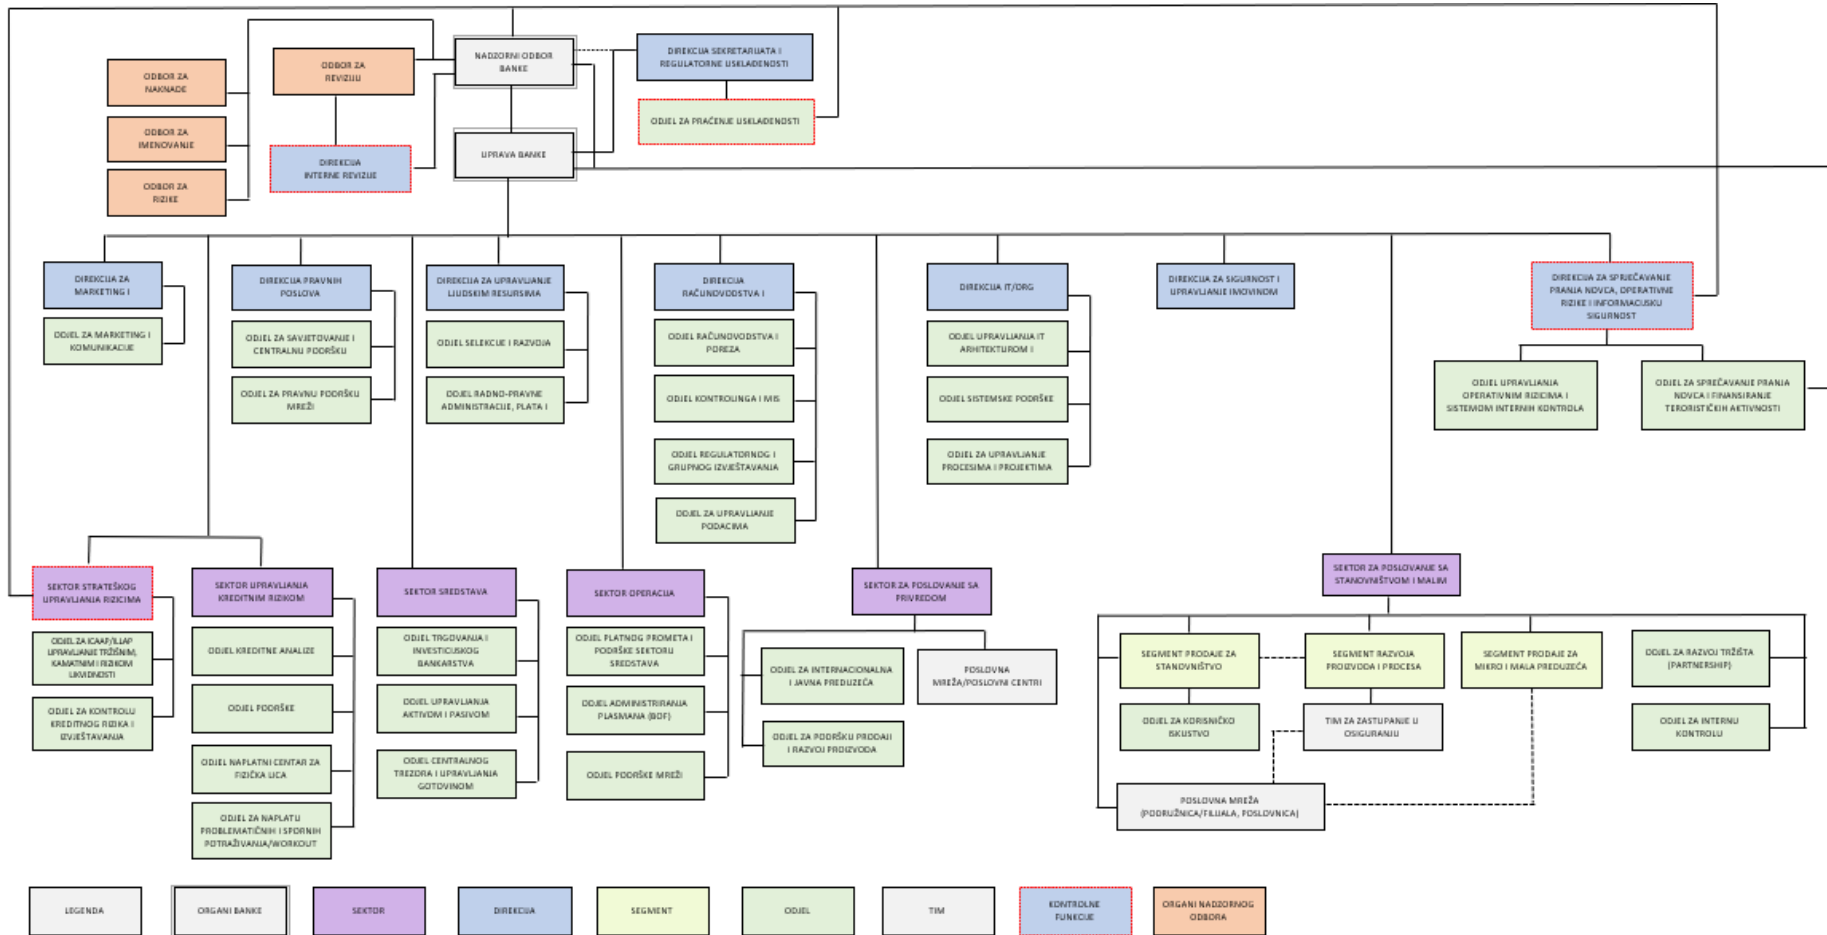 NADZORNI ODBOR
BANKE
DIREKCIJA SEKRETARIJATA I
REGULATORNE USKLAĐENOSTI
ODBOR ZA
REVIZIJU
ODBOR ZA
NAKNADE
ODJEL ZA PRAĆENJE USKLAĐENOSTI
ODBOR ZA
IMENOVANJE
UPRAVA BANKE
DIREKCIJA
INTERNE REVIZIJE
ODBOR ZA
RIZIKE
DIREKCIJA ZA
MARKETING I
DIREKCIJA PRAVNIH
POSLOVA
DIREKCIJA ZA UPRAVLJANJE
LJUDSKIM RESURSIMA
DIREKCIJA
RAČUNOVODSTVA I
DIREKCIJA IT/ORG
DIREKCIJA ZA SIGURNOST I
UPRAVLJANJE IMOVINOM
DIREKCIJA ZA SPRJEČAVANJE
PRANJA NOVCA, OPERATIVNE
RIZIKE I INFORMACIJSKU
SIGURNOST
ODJEL ZA MARKETING I
KOMUNIKACIJE
ODJEL ZA SAVJETOVANJE I
CENTRALNU PODRŠKU
ODJEL SELEKCIJE I RAZVOJA
ODJEL RAČUNOVODSTVA I
POREZA
ODJEL UPRAVLJANJA IT
ARHITEKTUROM I
ODJEL ZA PRAVNU PODRŠKU
MREŽI
ODJEL RADNO-PRAVNE
ADMINISTRACIJE, PLATA I
ODJEL KONTROLINGA I MIS
ODJEL SISTEMSKE PODRŠKE
ODJEL UPRAVLJANJA
OPERATIVNIM RIZICIMA I
SISTEMOM INTERNIH KONTROLA
ODJEL ZA SPREČAVANJE PRANJA
NOVCA I FINANSIRANJE
TERORISTIČKIH AKTIVNOSTI
ODJEL REGULATORNOG I
GRUPNOG IZVJEŠTAVANJA
ODJEL ZA UPRAVLJANJE
PROCESIMA I PROJEKTIMA
ODJEL ZA UPRAVLJANJE
PODACIMA
SEKTOR STRATEŠKOG
UPRAVLJANJA RIZICIMA
SEKTOR UPRAVLJANJA
KREDITNIM RIZIKOM
SEKTOR SREDSTAVA
SEKTOR OPERACIJA
SEKTOR ZA POSLOVANJE SA
PRIVREDOM
SEKTOR ZA POSLOVANJE SA
STANOVNIŠTVOM I MALIM
ODJEL ZA ICAAP/ILLAP
UPRAVLJANJE TRŽIŠNIM,
KAMATNIM I RIZIKOM
LIKVIDNOSTI
ODJEL KREDITNE ANALIZE
ODJEL TRGOVANJA I
INVESTICIJSKOG
BANKARSTVA
ODJEL PLATNOG PROMETA I
PODRŠKE SEKTORU
SREDSTAVA
ODJEL ZA INTERNACIONALNA
I JAVNA PREDUZEĆA
POSLOVNA
MREŽA/POSLOVNI CENTRI
SEGMENT PRODAJE ZA
STANOVNIŠTVO
SEGMENT RAZVOJA
PROIZVODA I PROCESA
SEGMENT PRODAJE ZA
MIKRO I MALA PREDUZEĆA
ODJEL ZA RAZVOJ TRŽIŠTA
(PARTNERSHIP)
ODJEL ZA KONTROLU
KREDITNOG RIZIKA I
IZVJEŠTAVANJA
ODJEL PODRŠKE
ODJEL UPRAVLJANJA
AKTIVOM I PASIVOM
ODJEL ADMINISTRIRANJA
PLASMANA (BOF)
ODJEL ZA PODRŠKU PRODAJI
I RAZVOJ PROIZVODA
ODJEL ZA KORISNIČKO
ISKUSTVO
TIM ZA ZASTUPANJE U
OSIGURANJU
ODJEL ZA INTERNU
KONTROLU
ODJEL NAPLATNI CENTAR ZA
FIZIČKA LICA
ODJEL CENTRALNOG
TREZORA I UPRAVLJANJA
GOTOVINOM
ODJEL PODRŠKE MREŽI
POSLOVNA MREŽA
(PODRUŽNICA/FILIJALA, POSLOVNICA)
ODJEL ZA NAPLATU
PROBLEMATIČNIH I SPORNIH
POTRAŽIVANJA/WORKOUT
LEGENDA
ORGANI BANKE
SEKTOR
DIREKCIJA
SEGMENT
ODJEL
TIM
KONTROLNE
FUNKCIJE
ORGANI NADZORNOG
ODBORA